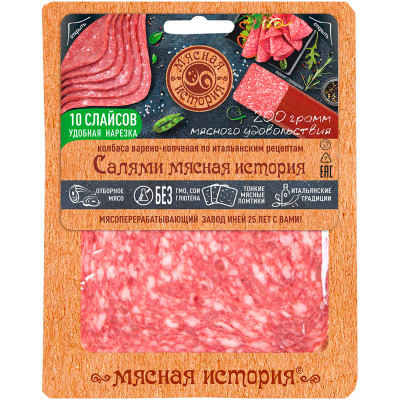 открыть
открыть
МЯСНАЯ
ИСТОРИЯ
10 СЛАЙСОВ
УДОБНАЯ НАРЕЗКА
200 грамм
мясного удовольствия
колбаса варено-копченая по итальянским рецептам
Салями мясная история
ОТБОРНОЕ
МЯСО
БЕЗ
ГМО, СОИ
ГЛЮТЕНА
ТОНКИЕ
МЯСНЫЕ
ЛОМТИКИ
ИТАЛЬЯНСКИЕ
ТРАДИЦИИ
EAC
МЯСОПЕРЕРАБАТЫВАЮЩИЙ ЗАВОД ИНЕЙ 25 ЛЕТ С ВАМИ!
мясная история®